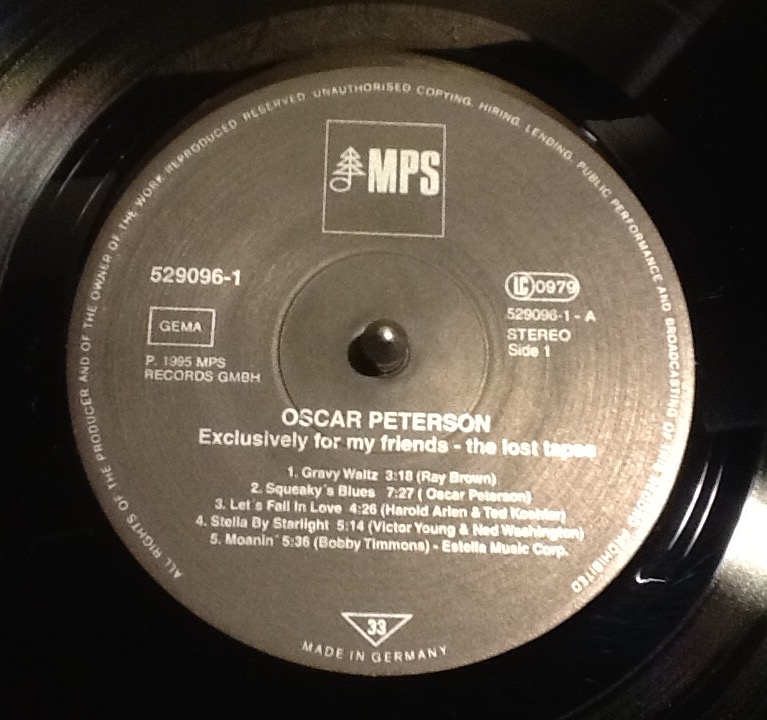 ALL RIGHTS OF THE PRODUCER AND OF THE OWNER OF THE WORK REPRODUCED RESERVED. UNAUTHORISED COPYING, HIRING, LENDING, PUBLIC PERFORMANCE AND BROADCASTING OF PROHIBITED
MPS
529096-1
LC 0979
GEMA
529096-1 - A
STEREO
Side 1
P. 1995 MPS
RECORDS GMBH
OSCAR PETERSON
Exclusively for my friends - the lost tapes
1. Gravy Waltz 3:18 (Ray Brown)
2. Squeaky´s Blues 7:27 ( Oscar Peterson)
3. Let´s Fall In Love 4:26 (Harold Arlen & Ted Koehler)
4. Stella By Starlight 5:14 (Victor Young & Ned Washington)
5. Moanin´ 5:36 (Bobby Timmons) - Estella Music Corp.
33
MADE IN GERMANY